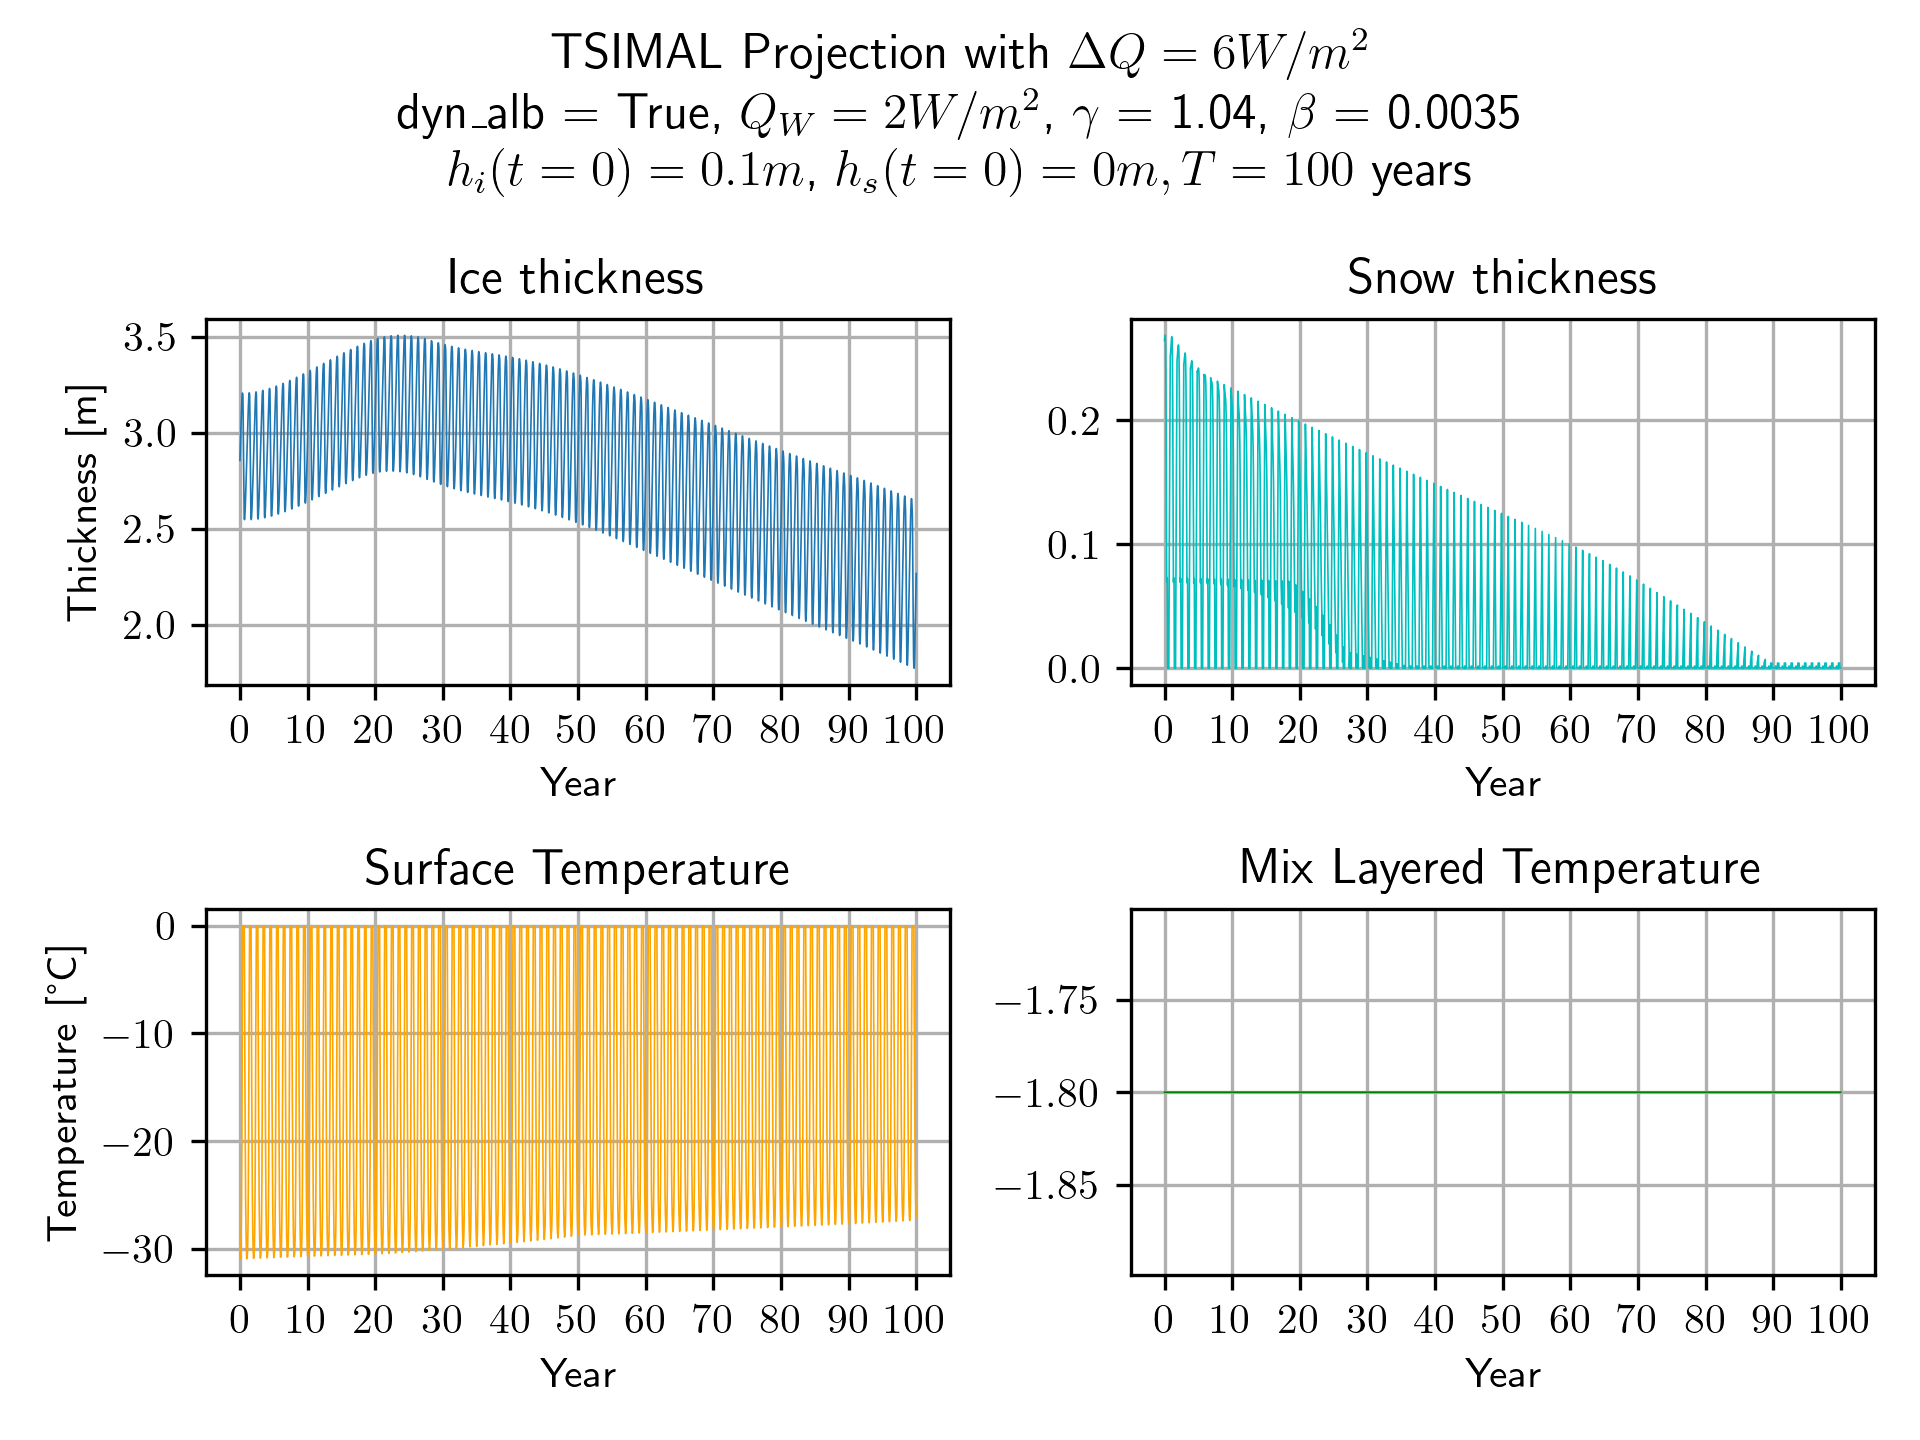 TSIMAL Projection with ΔQ = 6W/m²
dyn_alb = True, Q_W = 2W/m², γ = 1.04, β = 0.0035
h_i(t = 0) = 0.1m, h_s(t = 0) = 0m, T = 100 years
Ice thickness
Thickness [m]
3.5
3.0
2.5
2.0
0 10 20 30 40 50 60 70 80 90 100
Year
Snow thickness
0.2
0.1
0.0
0 10 20 30 40 50 60 70 80 90 100
Year
Surface Temperature
Temperature [°C]
0
−10
−20
−30
0 10 20 30 40 50 60 70 80 90 100
Year
Mix Layered Temperature
−1.75
−1.80
−1.85
0 10 20 30 40 50 60 70 80 90 100
Year